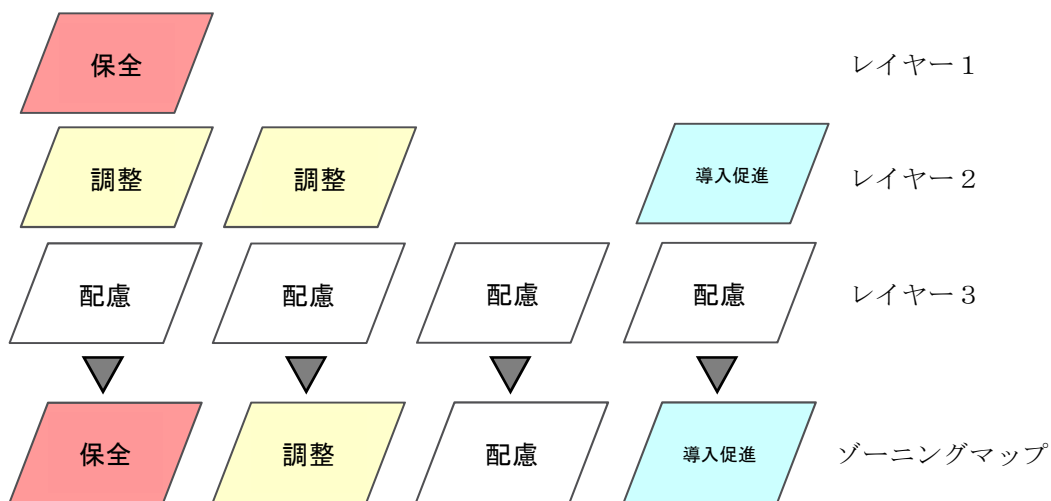 保全 レイヤー１
調整 調整 導入促進 レイヤー２
配慮 配慮 配慮 配慮 レイヤー３
保全 調整 配慮 導入促進 ゾーニングマップ